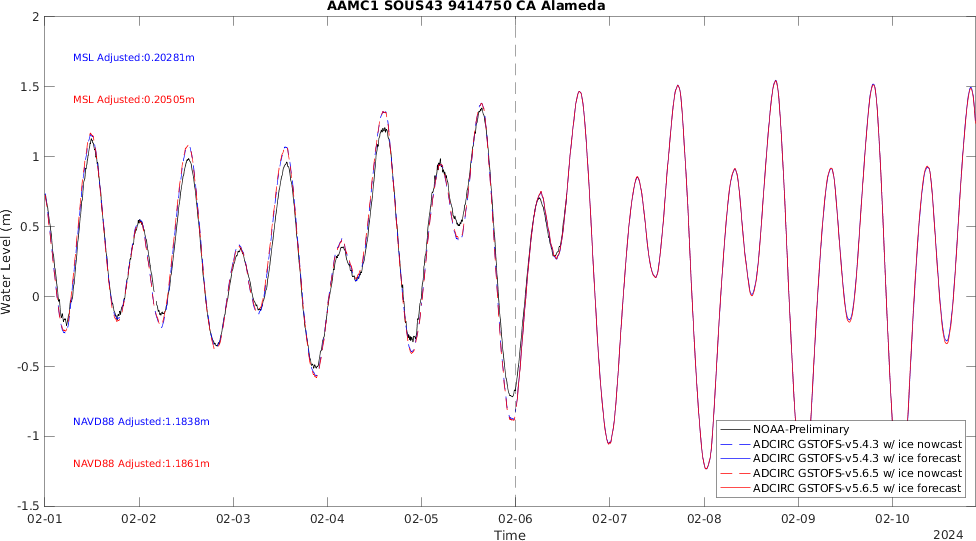 AAMC1 SOUS43 9414750 CA Alameda
2
1.5
1
0.5
0
-0.5
-1
-1.5
Water Level (m)
MSL Adjusted:0.20281m
MSL Adjusted:0.20505m
NAVD88 Adjusted:1.1838m
NAVD88 Adjusted:1.1861m
NOAA-Preliminary
ADCIRC GSTOFS-v5.4.3 w/ ice nowcast
ADCIRC GSTOFS-v5.4.3 w/ ice forecast
ADCIRC GSTOFS-v5.6.5 w/ ice nowcast
ADCIRC GSTOFS-v5.6.5 w/ ice forecast
02-01 02-02 02-03 02-04 02-05 02-06 02-07 02-08 02-09 02-10
Time
2024